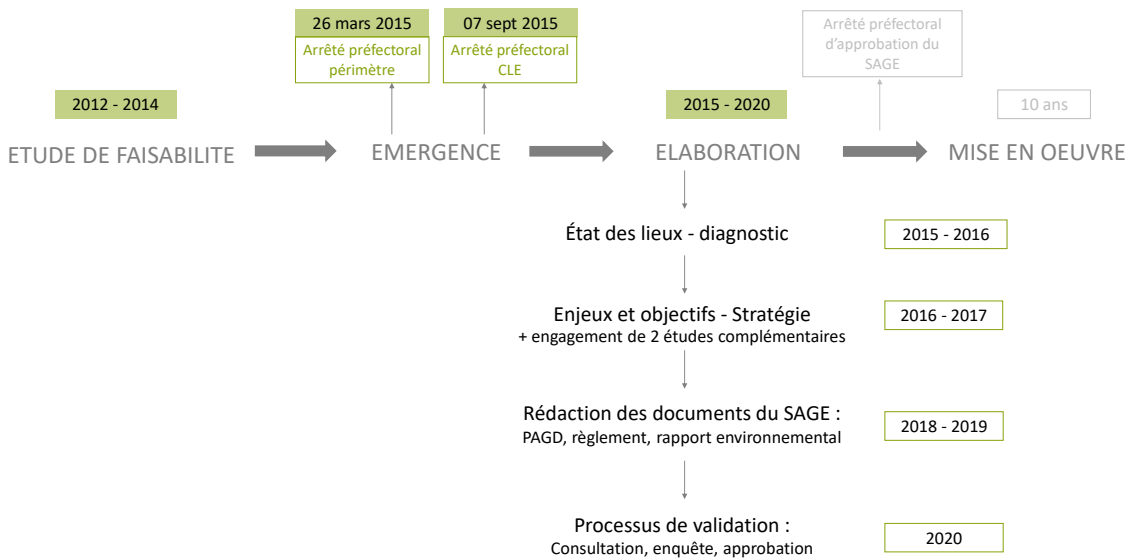 26 mars 2015
Arrêté préfectoral
périmètre
07 sept 2015
Arrêté préfectoral
CLE
Arrêté préfectoral
d'approbation du
SAGE
2012 - 2014
2015 - 2020
10 ans
ETUDE DE FAISABILITE
EMERGENCE
ELABORATION
MISE EN OEUVRE
État des lieux - diagnostic
2015 - 2016
Enjeux et objectifs - Stratégie
+ engagement de 2 études complémentaires
2016 - 2017
Rédaction des documents du SAGE :
PAGD, règlement, rapport environnemental
2018 - 2019
Processus de validation :
Consultation, enquête, approbation
2020